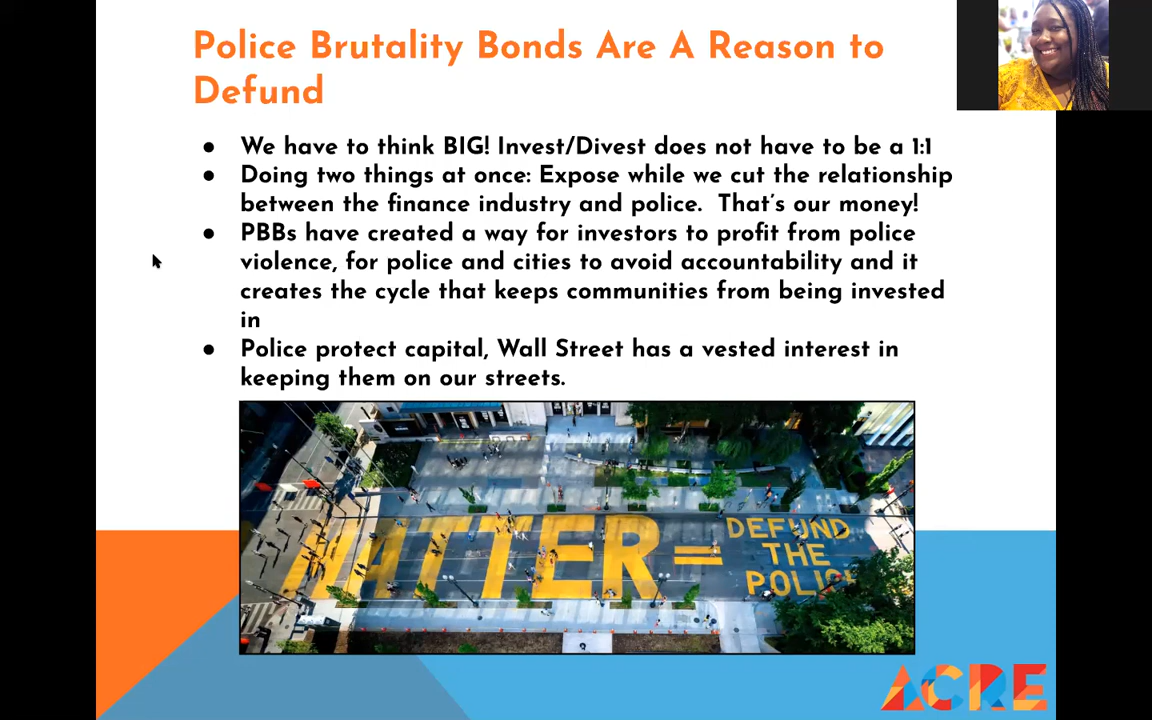 Police Brutality Bonds Are A Reason to
Defund
● We have to think BIG! Invest/Divest does not have to be a 1:1
● Doing two things at once: Expose while we cut the relationship
between the finance industry and police. That's our money!
● PBBs have created a way for investors to profit from police
violence, for police and cities to avoid accountability and it
creates the cycle that keeps communities from being invested
in
● Police protect capital, Wall Street has a vested interest in
keeping them on our streets.
MATTER =
DEFUND
THE
POLICE
ACRE